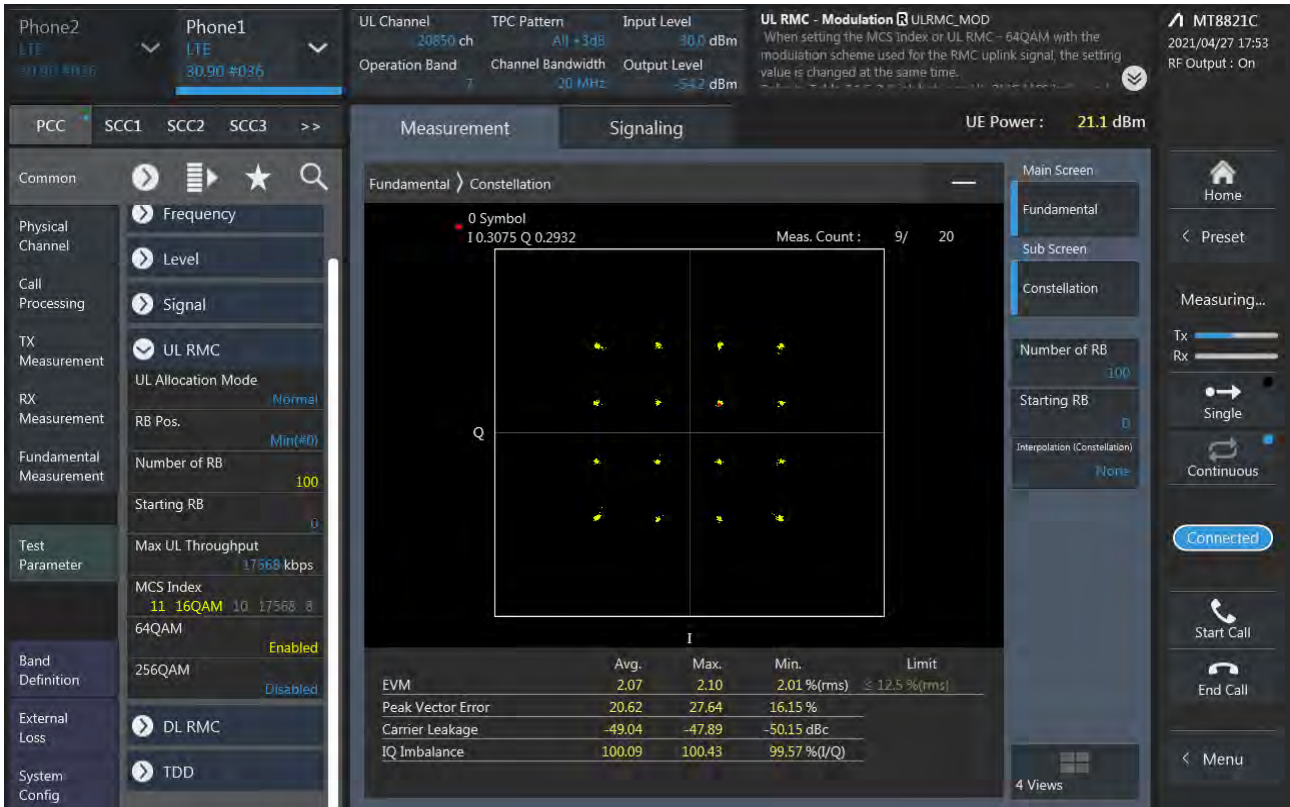 Phone2
LTE
30.90 #036
Phone1
LTE
30.90 #036
UL Channel
20850 ch
Operation Band
7
TPC Pattern
All +3dB
Channel Bandwidth
20 MHz
Input Level
30.0 dBm
Output Level
-54.2 dBm
UL RMC - Modulation R ULRMC_MOD
When setting the MCS Index or UL RMC - 64QAM with the
modulation scheme used for the RMC uplink signal, the setting
value is changed at the same time.
MT8821C
2021/04/27 17:53
RF Output : On
PCC SCC1 SCC2 SCC3 >>
Measurement
Signaling
UE Power : 21.1 dBm
Common
Physical
Channel
Call
Processing
TX
Measurement
RX
Measurement
Fundamental
Measurement
Test
Parameter
Band
Definition
External
Loss
System
Config
Frequency
Level
Signal
UL RMC
UL Allocation Mode
Normal
RB Pos.
Min(#0)
Number of RB
100
Starting RB
0
Max UL Throughput
17568 kbps
MCS Index
11 16QAM 10 17568 8
64QAM
Enabled
256QAM
Disabled
DL RMC
TDD
Fundamental Constellation
0 Symbol
I 0.3075 Q 0.2932
Meas. Count : 9/ 20
Q
I
Avg. Max. Min. Limit
EVM 2.07 2.10 2.01 %(rms) ≤ 12.5 %(rms)
Peak Vector Error 20.62 27.64 16.15 %
Carrier Leakage -49.04 -47.89 -50.15 dBc
IQ Imbalance 100.09 100.43 99.57 %(I/Q)
Main Screen
Fundamental
Sub Screen
Constellation
Number of RB
100
Starting RB
0
Interpolation (Constellation)
None
4 Views
Home
< Preset
Measuring...
Tx
Rx
Single
Continuous
Connected
Start Call
End Call
< Menu